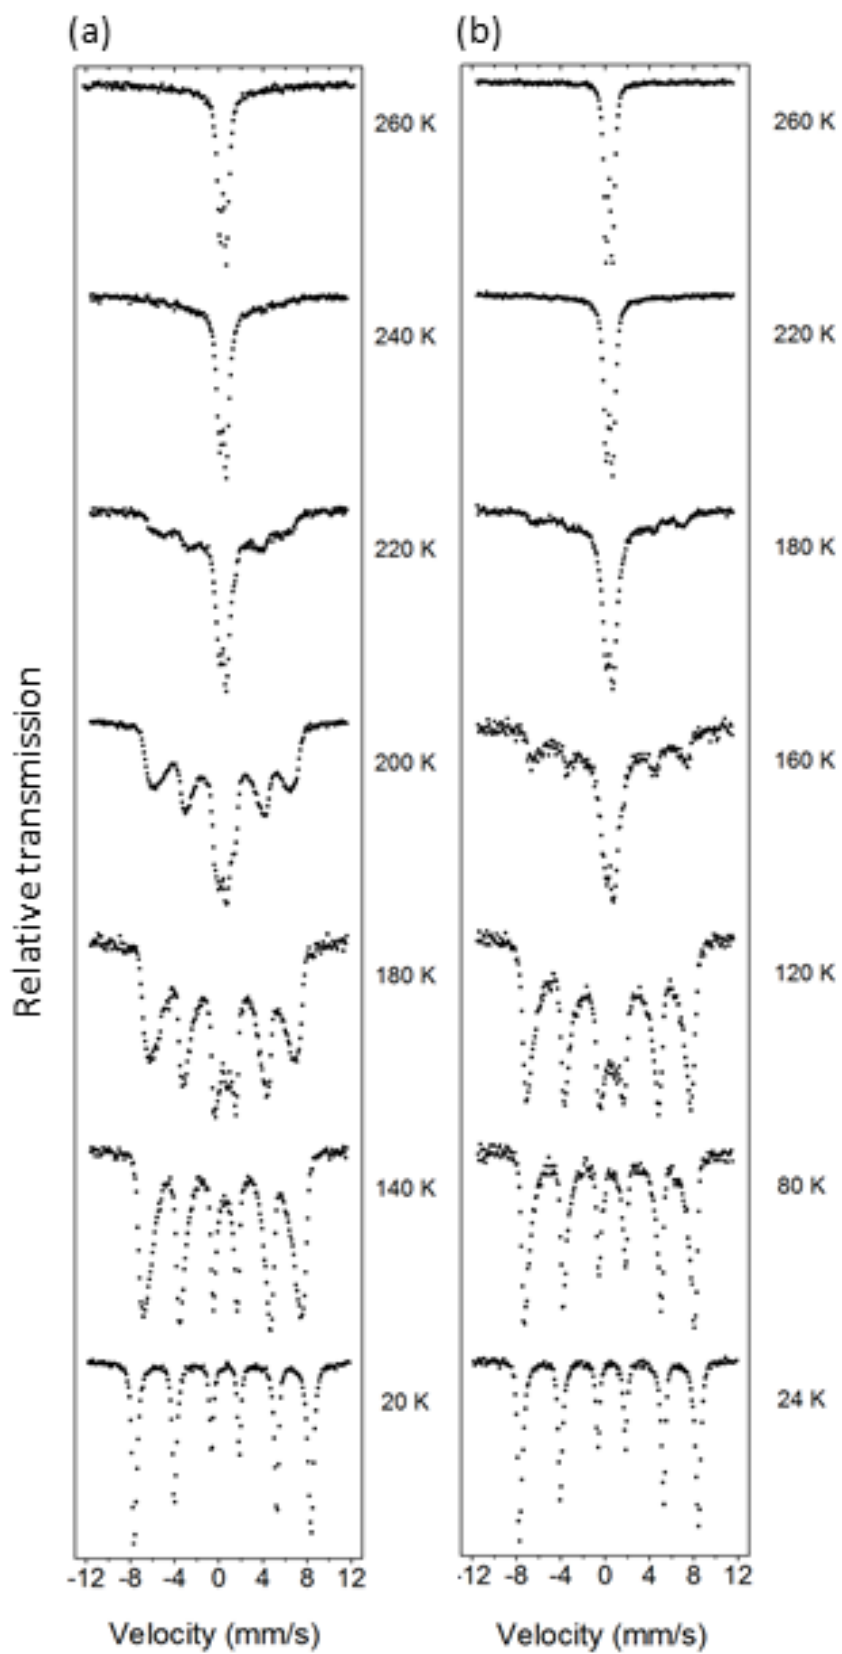 (a) (b)
260 K 260 K
240 K 220 K
220 K 180 K
200 K 160 K
180 K 120 K
140 K 80 K
20 K 24 K
Relative transmission
-12 -8 -4 0 4 8 12 -12 -8 -4 0 4 8 12
Velocity (mm/s) Velocity (mm/s)